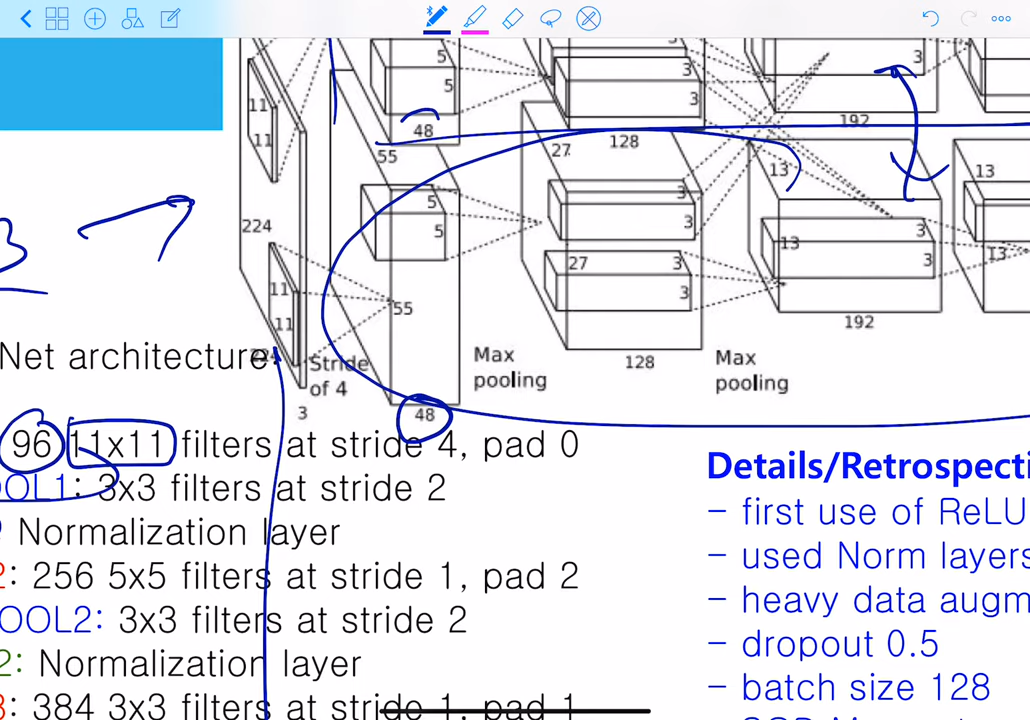 5
3
3
11
5
3
11
48
192
55
128
27
13
13
3
5
224
5
3
3
13
3
13
27
3
11
3
55
11
192
Net architecture:
224
Stride
of 4
Max
pooling
128
Max
pooling
3
48
96 11x11 filters at stride 4, pad 0
OOL1: 3x3 filters at stride 2
Normalization layer
2: 256 5x5 filters at stride 1, pad 2
OOL2: 3x3 filters at stride 2
2: Normalization layer
3: 384 3x3 filters at stride 1, pad 1
Details/Retrospecti
- first use of ReLU
- used Norm layers
- heavy data augm
- dropout 0.5
- batch size 128